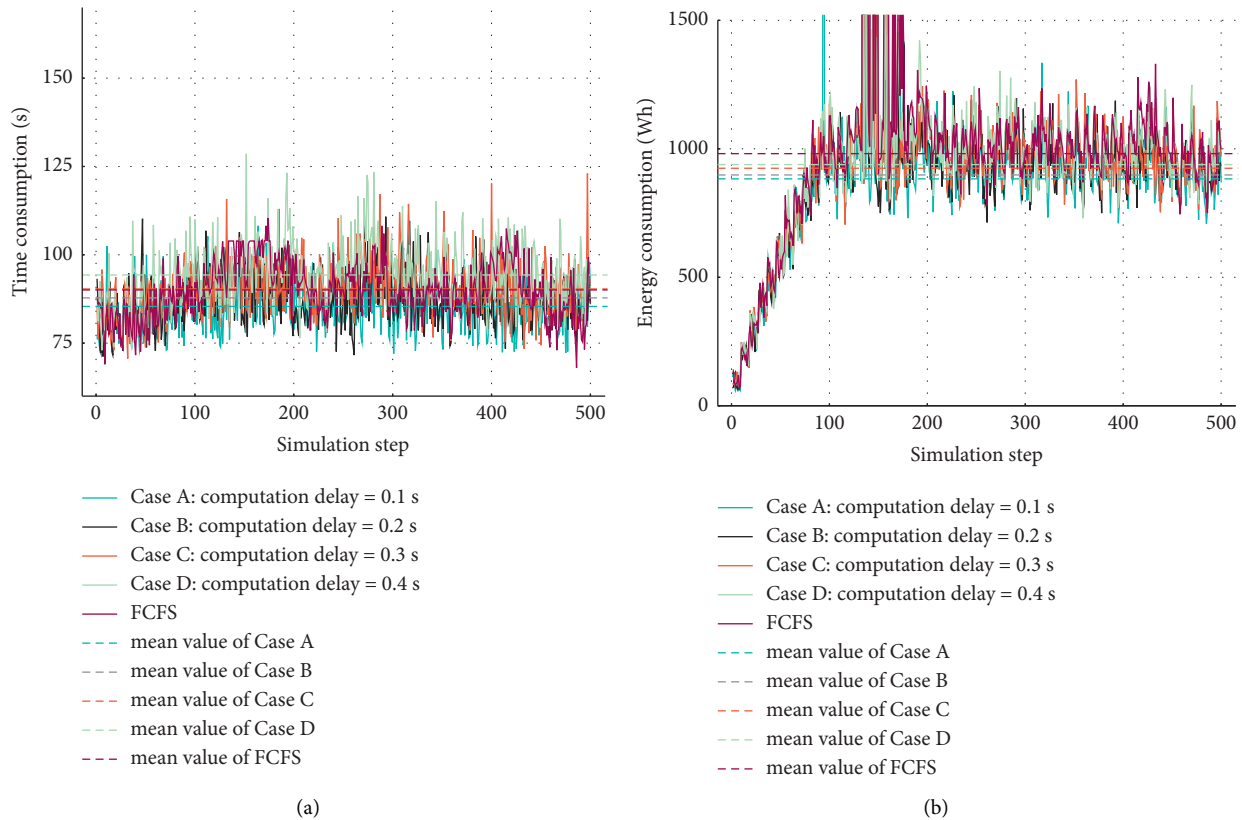 Time consumption (s)
150
125
100
75
0
100
200
300
400
500
Simulation step
Case A: computation delay = 0.1 s
Case B: computation delay = 0.2 s
Case C: computation delay = 0.3 s
Case D: computation delay = 0.4 s
FCFS
mean value of Case A
mean value of Case B
mean value of Case C
mean value of Case D
mean value of FCFS
(a)
Energy consumption (Wh)
1500
1000
500
0
0
100
200
300
400
500
Simulation step
Case A: computation delay = 0.1 s
Case B: computation delay = 0.2 s
Case C: computation delay = 0.3 s
Case D: computation delay = 0.4 s
FCFS
mean value of Case A
mean value of Case B
mean value of Case C
mean value of Case D
mean value of FCFS
(b)